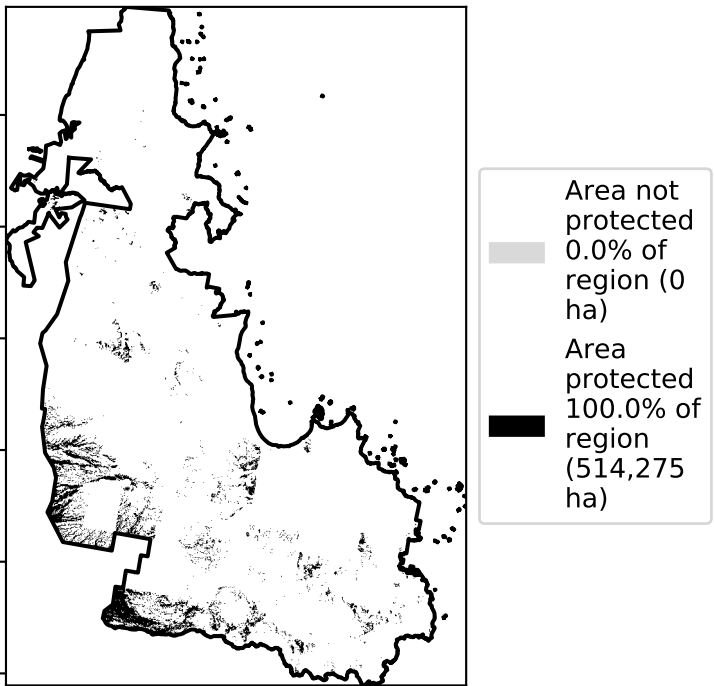 Area not
protected
0.0% of
region (0
ha)
Area
protected
100.0% of
region
(514,275
ha)